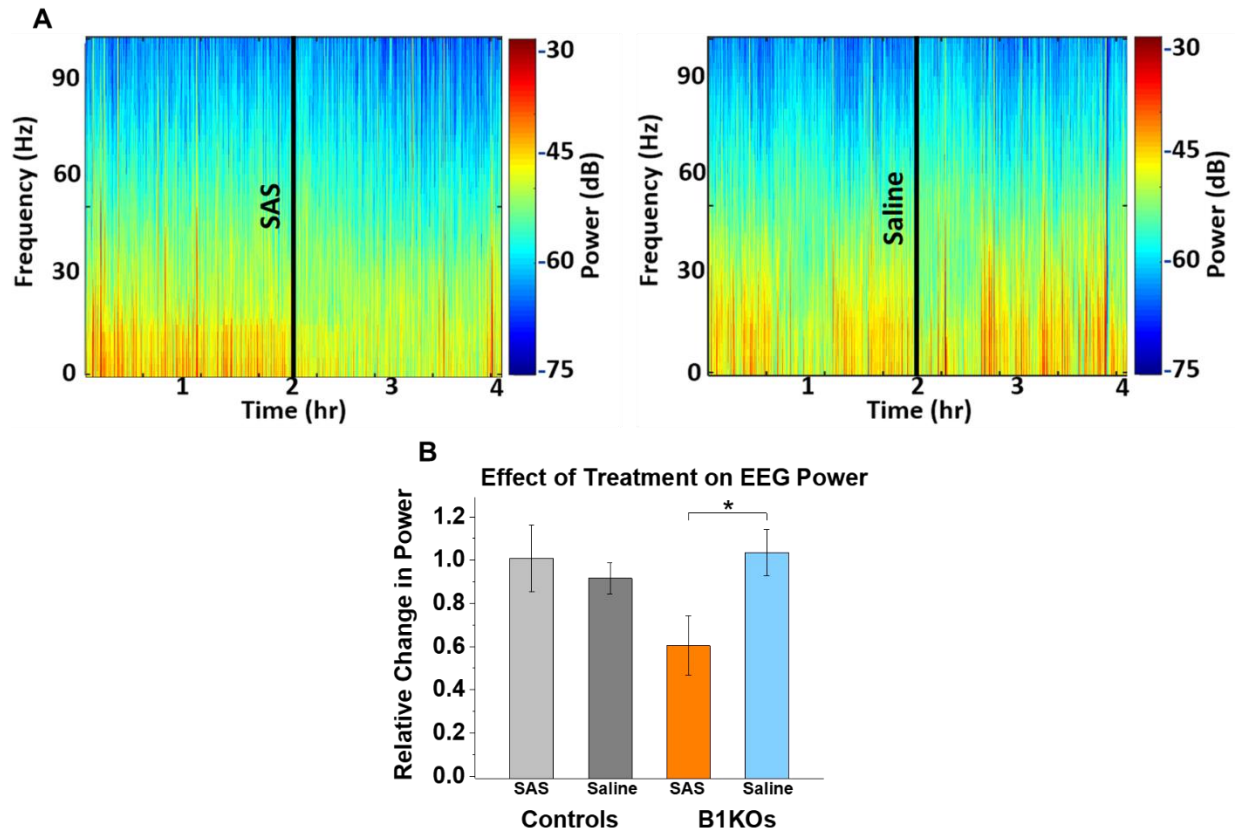 A
Frequency (Hz)
90
60
30
0
SAS
1
2
3
4
Time (hr)
-30
-45
-60
-75
Power (dB)
Frequency (Hz)
90
60
30
0
Saline
1
2
3
4
Time (hr)
-30
-45
-60
-75
Power (dB)
B
Effect of Treatment on EEG Power
Relative Change in Power
1.2
1.0
0.8
0.6
0.4
0.2
0.0
*
SAS Saline SAS Saline
Controls B1KOs